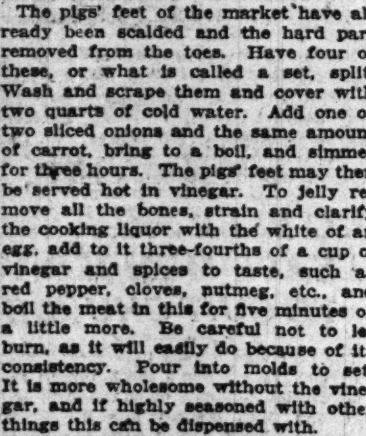 The pigs' feet of the market have al
ready been scalded and the hard par
removed from the toes. Have four o
these, or what is called a set, split
Wash and scrape them and cover with
two quarts of cold water. Add one o
two sliced onions and the same amoun
of carrot, bring to a boil, and simme
for three hours. The pigs' feet may then
be served hot in vinegar. To jelly re
move all the bones, strain and clarify
the cooking liquor with the white of a
egg, add to it three-fourths of a cup o
vinegar and spices to taste, such a
red pepper, cloves, nutmeg, etc., an
boil the meat in this for five minutes o
a little more. Be careful not to le
burn, as it will easily do because of it
consistency. Pour into molds to set
It is more wholesome without the vine
gar, and if highly seasoned with othe
things this can be dispensed with.